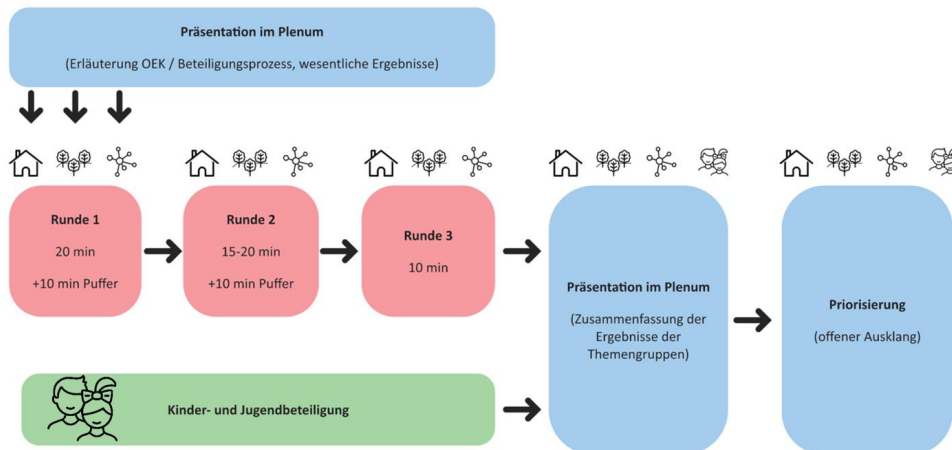 Präsentation im Plenum
(Erläuterung OEK / Beteiligungsprozess, wesentliche Ergebnisse)
Runde 1
20 min
+10 min Puffer
Runde 2
15-20 min
+10 min Puffer
Runde 3
10 min
Präsentation im Plenum
(Zusammenfassung der
Ergebnisse der
Themengruppen)
Priorisierung
(offener Ausklang)
Kinder- und Jugendbeteiligung